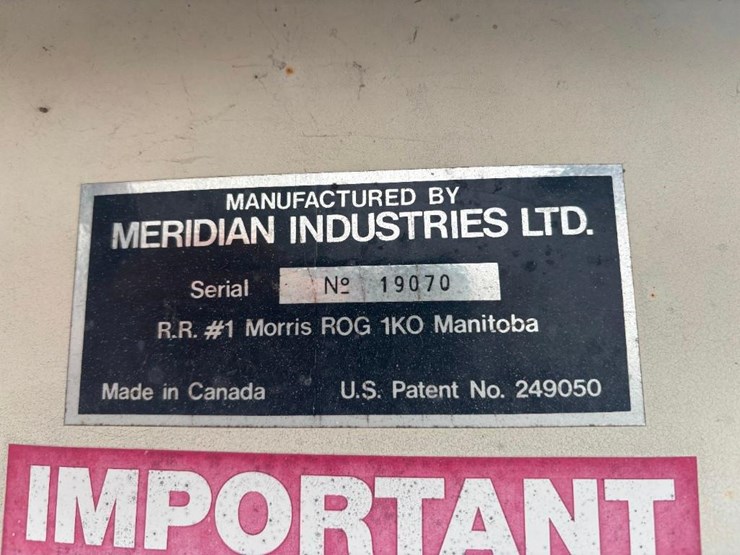 MANUFACTURED BY
MERIDIAN INDUSTRIES LTD.
Serial Nº 19070
R.R. #1 Morris ROG 1KO Manitoba
Made in Canada U.S. Patent No. 249050
IMPORTANT